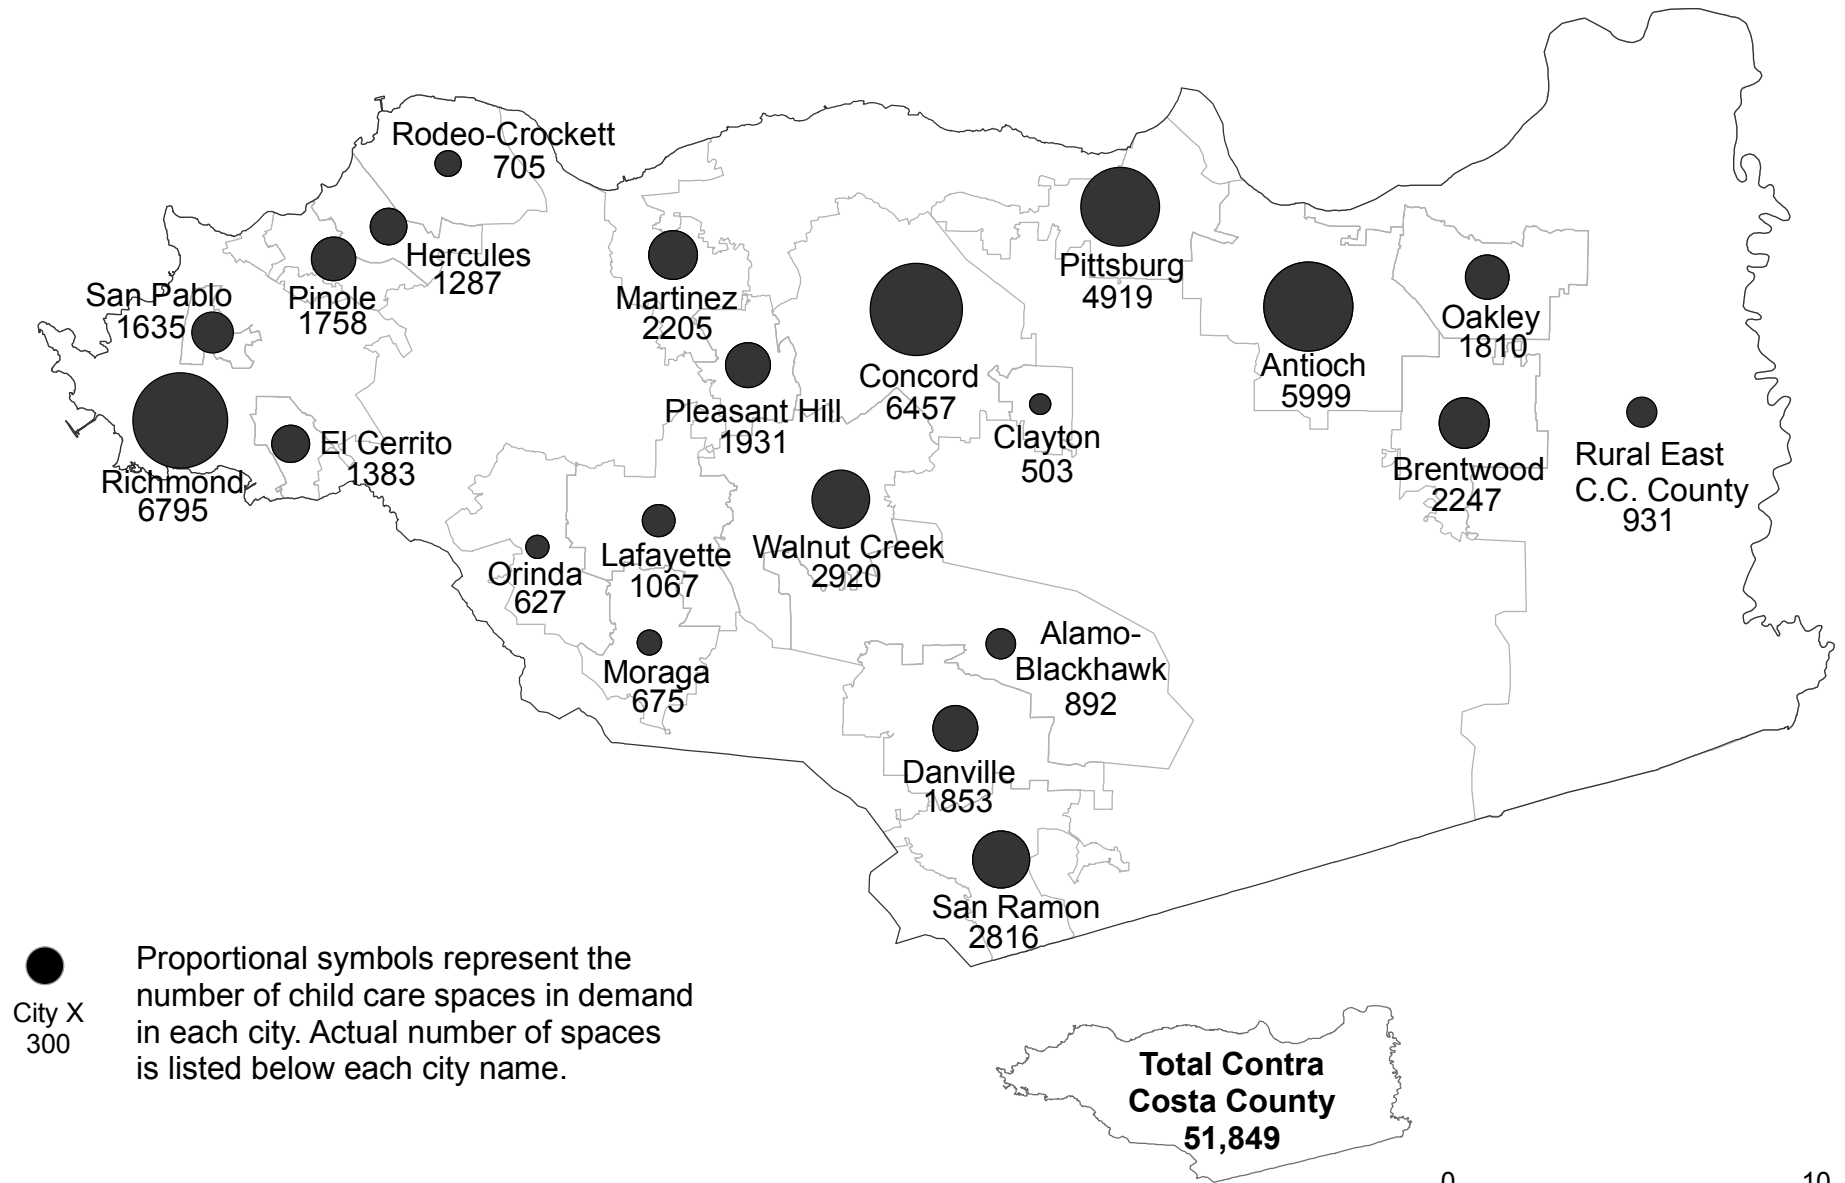 Rodeo-Crockett
705
Hercules
1287
Pinole
1758
San Pablo
1635
Richmond
6795
El Cerrito
1383
Martinez
2205
Pleasant Hill
1931
Concord
6457
Clayton
503
Pittsburg
4919
Antioch
5999
Oakley
1810
Brentwood
2247
Rural East
C.C. County
931
Orinda
627
Lafayette
1067
Moraga
675
Walnut Creek
2920
Alamo-
Blackhawk
892
Danville
1853
San Ramon
2816
City X
300
Proportional symbols represent the
number of child care spaces in demand
in each city. Actual number of spaces
is listed below each city name.
Total Contra
Costa County
51,849
0
10